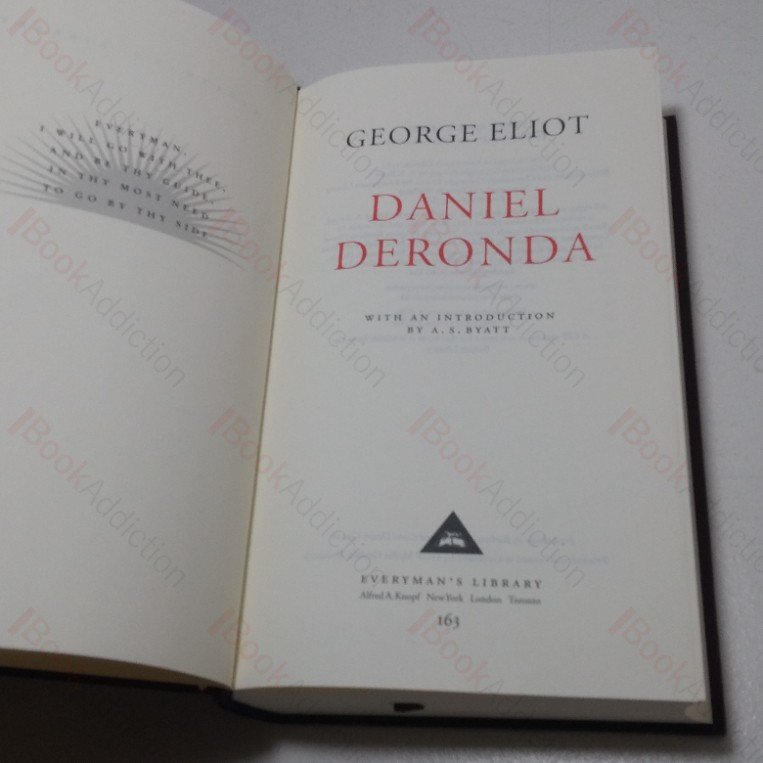 EVERYMAN,
I WILL GO WITH THEE,
AND BE THY GUIDE,
IN THY MOST NEED
TO GO BY THY SIDE
GEORGE ELIOT
DANIEL
DERONDA
WITH AN INTRODUCTION
BY A. S. BYATT
EVERYMAN'S LIBRARY
Alfred A. Knopf New York London Toronto
163
BookAddiction